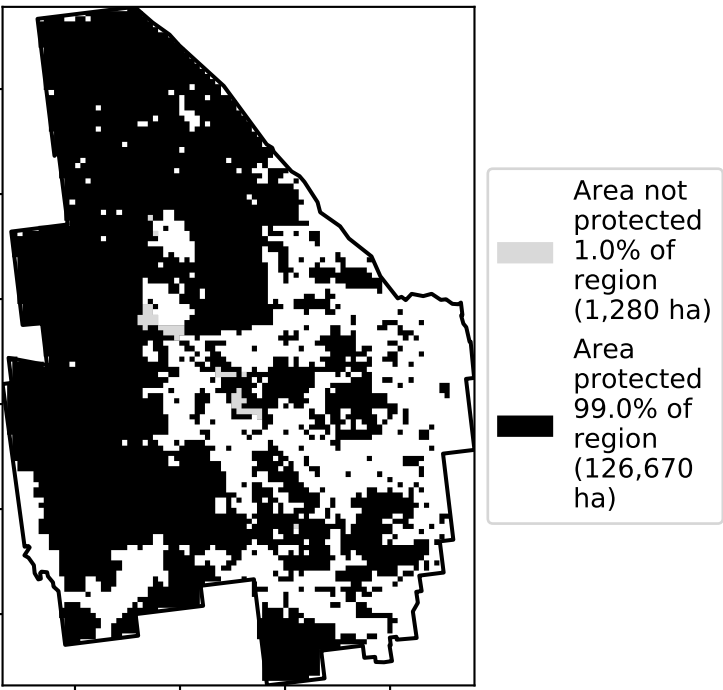 Area not
protected
1.0% of
region
(1,280 ha)
Area
protected
99.0% of
region
(126,670
ha)